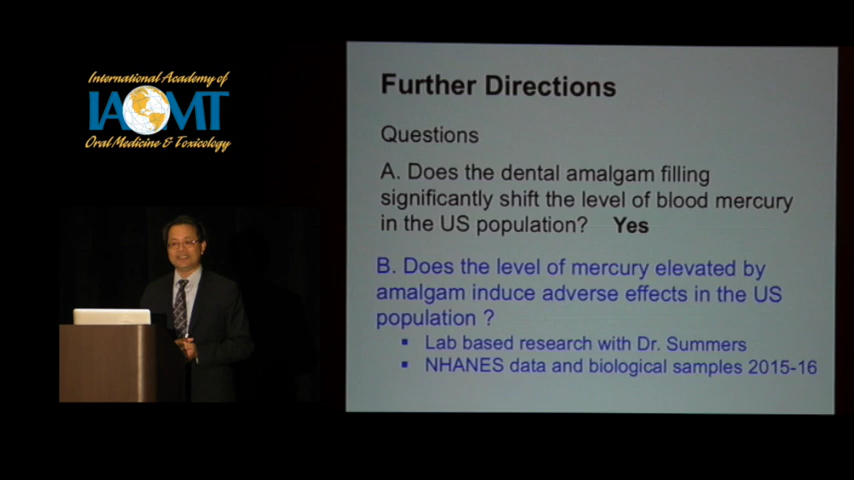 International Academy of
IAOMT
Oral Medicine & Toxicology
Further Directions
Questions
A. Does the dental amalgam filling
significantly shift the level of blood mercury
in the US population? Yes
B. Does the level of mercury elevated by
amalgam induce adverse effects in the US
population ?
▪ Lab based research with Dr. Summers
▪ NHANES data and biological samples 2015-16